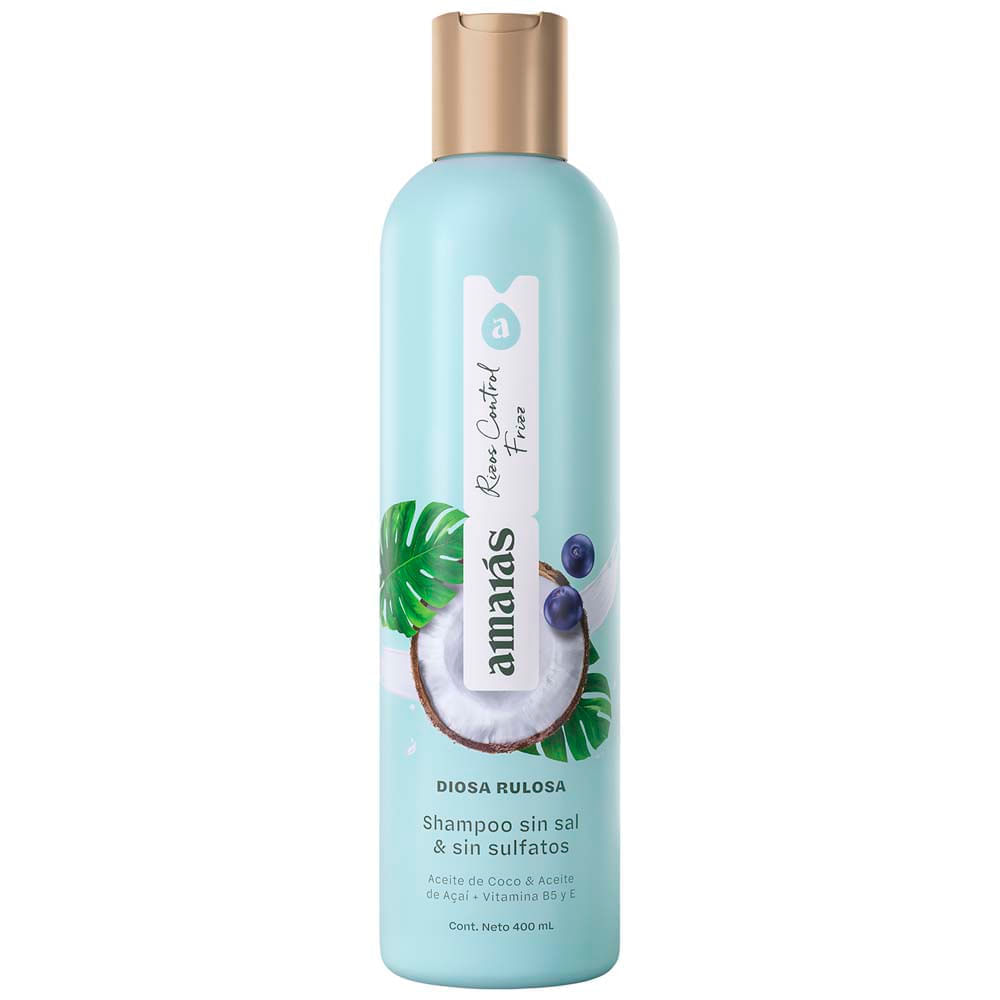 a
Rizos Control
Frizz
amarás
DIOSA RULOSA
Shampoo sin sal
& sin sulfatos
Aceite de Coco & Aceite
de Açaí + Vitamina B5 y E
Cont. Neto 400 mL